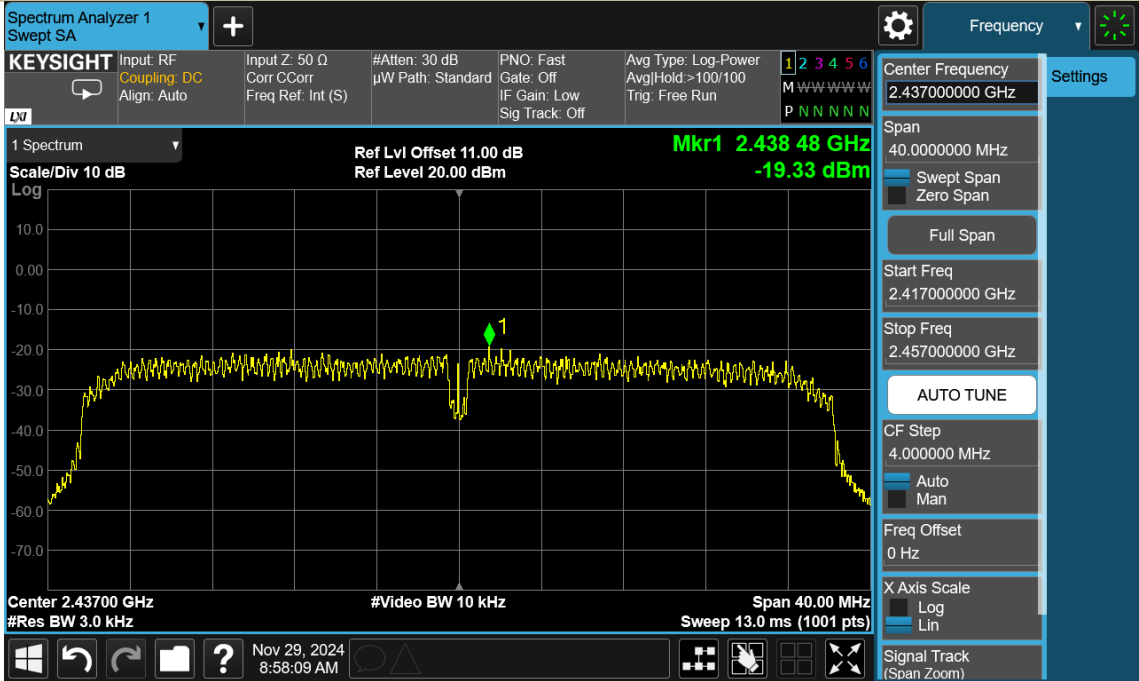 Spectrum Analyzer 1
Swept SA
+
Frequency
KEYSIGHT
Input: RF
Coupling: DC
Align: Auto
Input Z: 50 Ω
Corr CCorr
Freq Ref: Int (S)
#Atten: 30 dB
µW Path: Standard
PNO: Fast
Gate: Off
IF Gain: Low
Sig Track: Off
Avg Type: Log-Power
Avg|Hold:>100/100
Trig: Free Run
1 2 3 4 5 6
M W W W W W
P N N N N N
LXI
1 Spectrum
Scale/Div 10 dB
Ref Lvl Offset 11.00 dB
Ref Level 20.00 dBm
Mkr1 2.438 48 GHz
-19.33 dBm
Log
10.0
0.00
-10.0
-20.0
-30.0
-40.0
-50.0
-60.0
-70.0
1
Center 2.43700 GHz
#Res BW 3.0 kHz
#Video BW 10 kHz
Span 40.00 MHz
Sweep 13.0 ms (1001 pts)
?
Nov 29, 2024
8:58:09 AM
Center Frequency
2.437000000 GHz
Settings
Span
40.0000000 MHz
Swept Span
Zero Span
Full Span
Start Freq
2.417000000 GHz
Stop Freq
2.457000000 GHz
AUTO TUNE
CF Step
4.000000 MHz
Auto
Man
Freq Offset
0 Hz
X Axis Scale
Log
Lin
Signal Track
(Span Zoom)